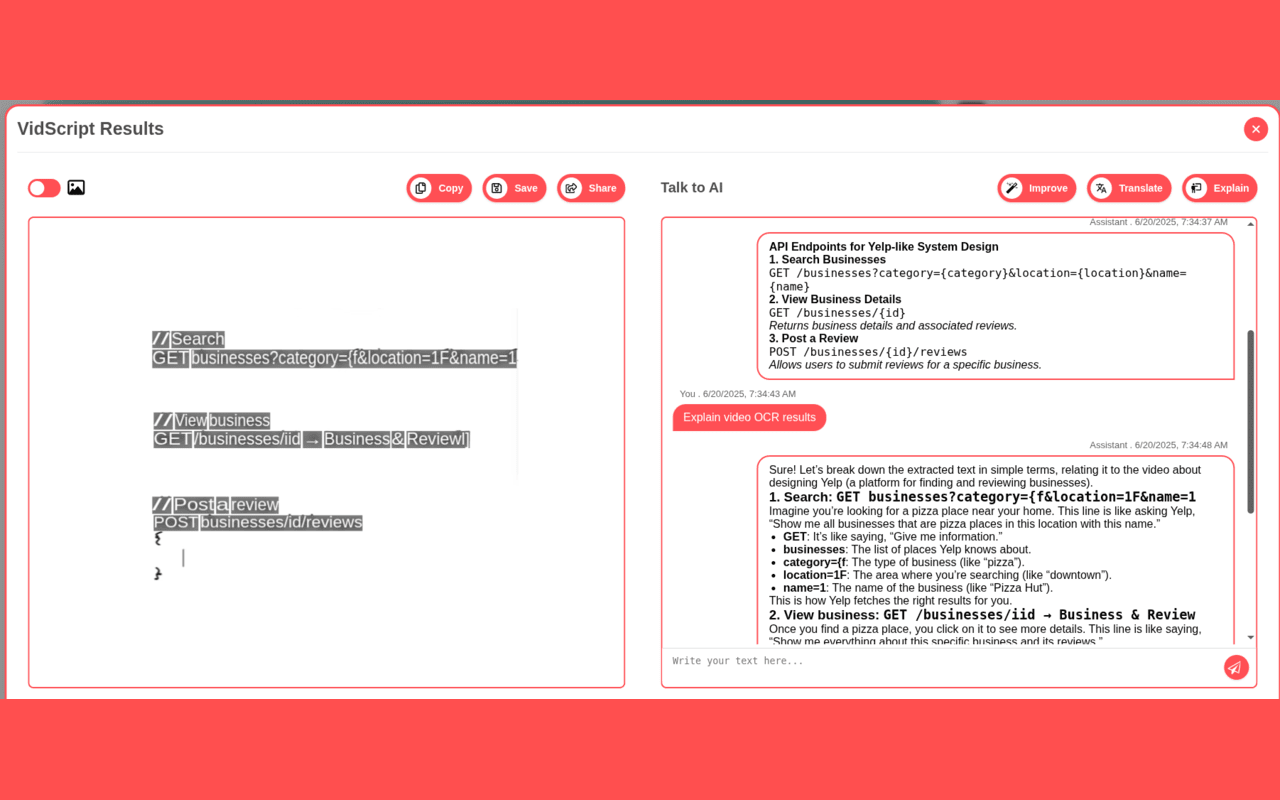 VidScript Results
Copy
Save
Share
//Search
GET businesses?category={f&location=1F&name=1
//View business
GET /businesses/iid → Business & Review[]
//Post a review
POST businesses/id/reviews
{
}
Talk to AI
Improve
Translate
Explain
Assistant . 6/20/2025, 7:34:37 AM
API Endpoints for Yelp-like System Design
1. Search Businesses
GET /businesses?category={category}&location={location}&name=
{name}
2. View Business Details
GET /businesses/{id}
Returns business details and associated reviews.
3. Post a Review
POST /businesses/{id}/reviews
Allows users to submit reviews for a specific business.
You . 6/20/2025, 7:34:43 AM
Explain video OCR results
Assistant . 6/20/2025, 7:34:48 AM
Sure! Let’s break down the extracted text in simple terms, relating it to the video about
designing Yelp (a platform for finding and reviewing businesses).
1. Search: GET businesses?category={f&location=1F&name=1
Imagine you’re looking for a pizza place near your home. This line is like asking Yelp,
“Show me all businesses that are pizza places in this location with this name.”
• GET: It’s like saying, “Give me information.”
• businesses: The list of places Yelp knows about.
• category={f: The type of business (like “pizza”).
• location=1F: The area where you’re searching (like “downtown”).
• name=1: The name of the business (like “Pizza Hut”).
This is how Yelp fetches the right results for you.
2. View business: GET /businesses/iid → Business & Review
Once you find a pizza place, you click on it to see more details. This line is like saying,
“Show me everything about this specific business and its reviews.”
Write your text here...